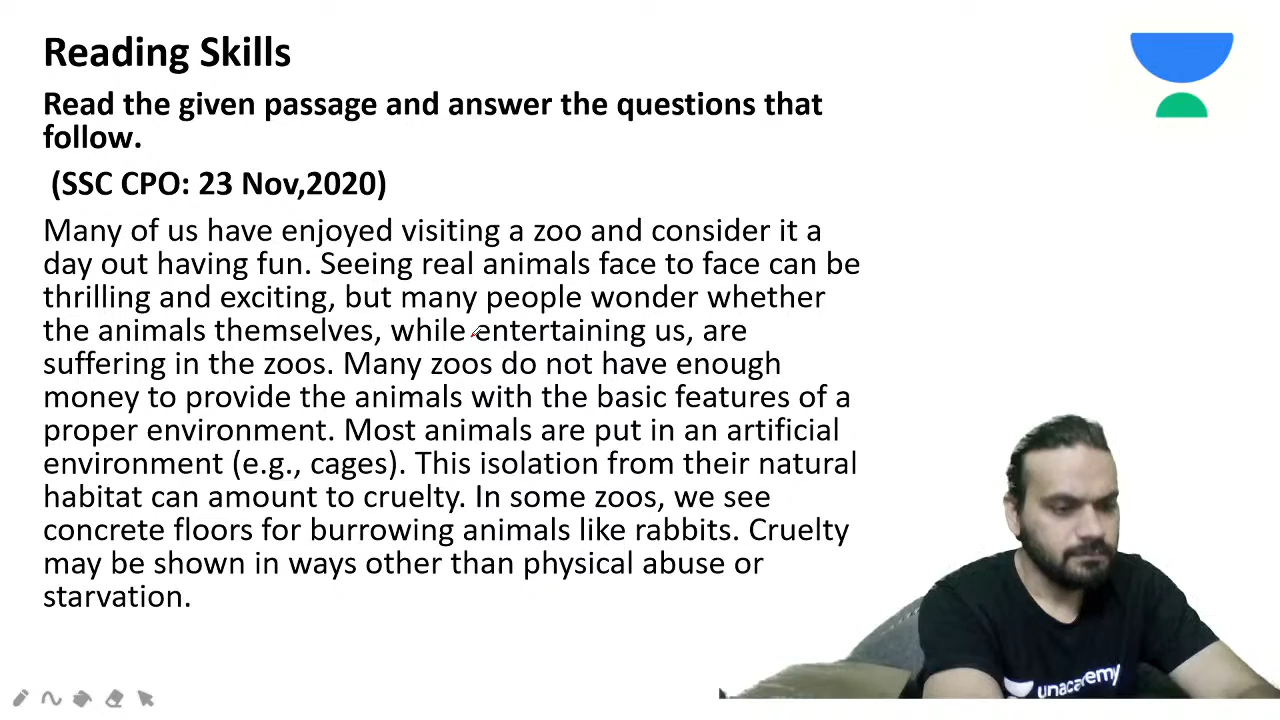 Reading Skills
Read the given passage and answer the questions that
follow.
(SSC CPO: 23 Nov,2020)
Many of us have enjoyed visiting a zoo and consider it a
day out having fun. Seeing real animals face to face can be
thrilling and exciting, but many people wonder whether
the animals themselves, while entertaining us, are
suffering in the zoos. Many zoos do not have enough
money to provide the animals with the basic features of a
proper environment. Most animals are put in an artificial
environment (e.g., cages). This isolation from their natural
habitat can amount to cruelty. In some zoos, we see
concrete floors for burrowing animals like rabbits. Cruelty
may be shown in ways other than physical abuse or
starvation.
unacademy